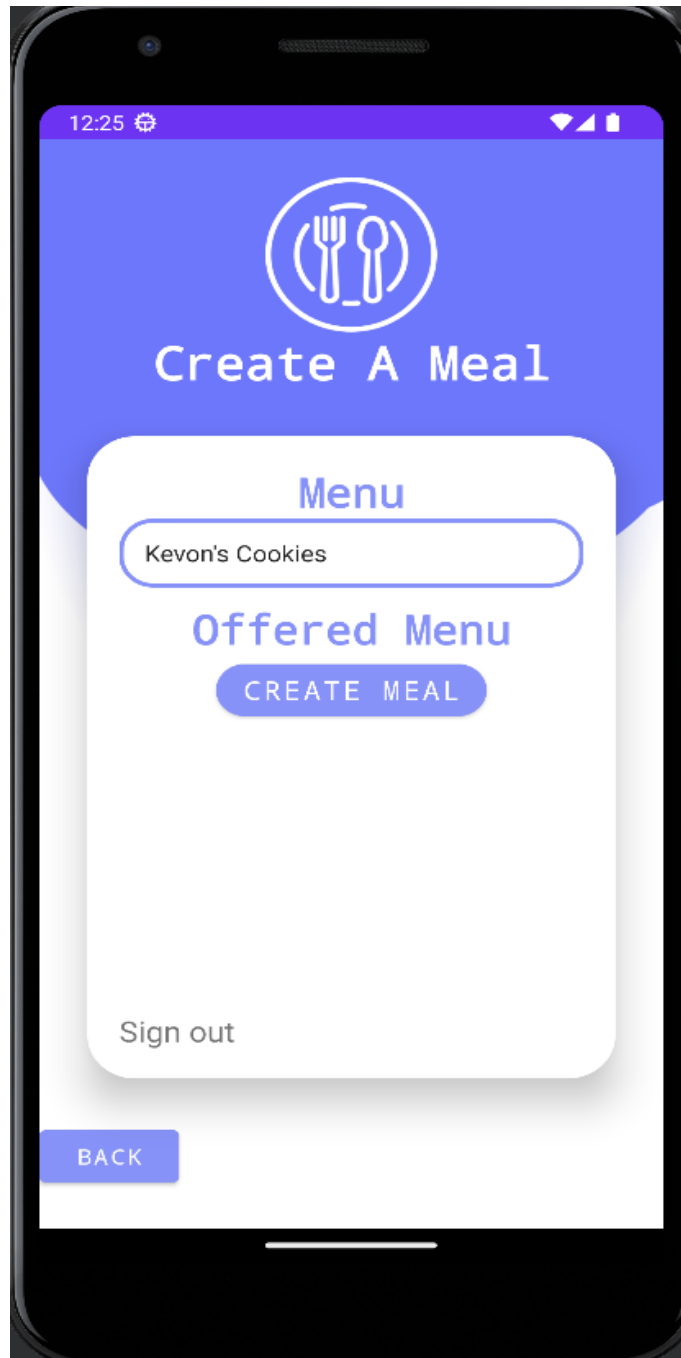 12:25
Create A Meal
Menu
Kevon's Cookies
Offered Menu
CREATE MEAL
Sign out
BACK